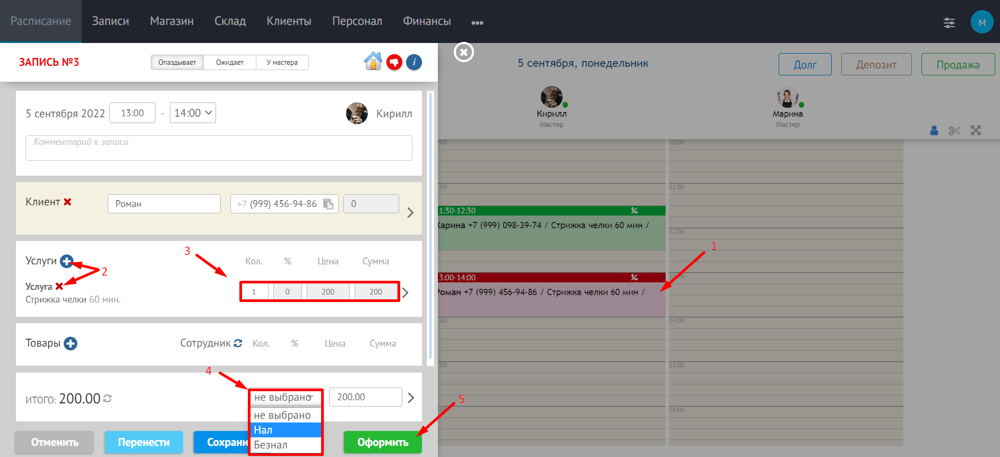 Расписание Записи Магазин Склад Клиенты Персонал Финансы ••• М
ЗАПИСЬ №3 Опаздывает Ожидает У мастера i
5 сентября, понедельник Долг Депозит Продажа
5 сентября 2022 13:00 - 14:00 Кирилл
Комментарий к записи
Кирилл
Мастер
Марина
Мастер
:00 10:00
:00 11:00
Клиент Роман +7 (999) 456-94-86 0
1:30-12:30
Карина +7 (999) 098-39-74 / Стрижка челки 60 мин /
12:00
3 1
Услуги Кол. % Цена Сумма
2
Услуга 1 0 200 200
Стрижка челки 60 мин.
3:00-14:00 13:00
Роман +7 (999) 456-94-86 / Стрижка челки 60 мин /
:00 14:00
Товары Сотрудник Кол. % Цена Сумма
:00 15:00
4
ИТОГО: 200.00 не выбрано 200.00
5
:00 16:00
не выбрано
Нал
Безнал
Отменить Перенести Сохрани Оформить